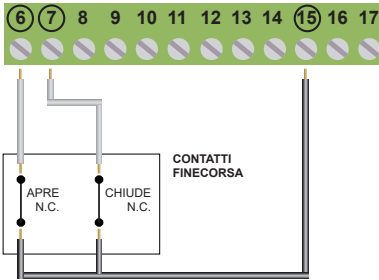 6 7 8 9 10 11 12 13 14 15 16 17
CONTATTI
FINECORSA
APRE
N.C.
CHIUDE
N.C.